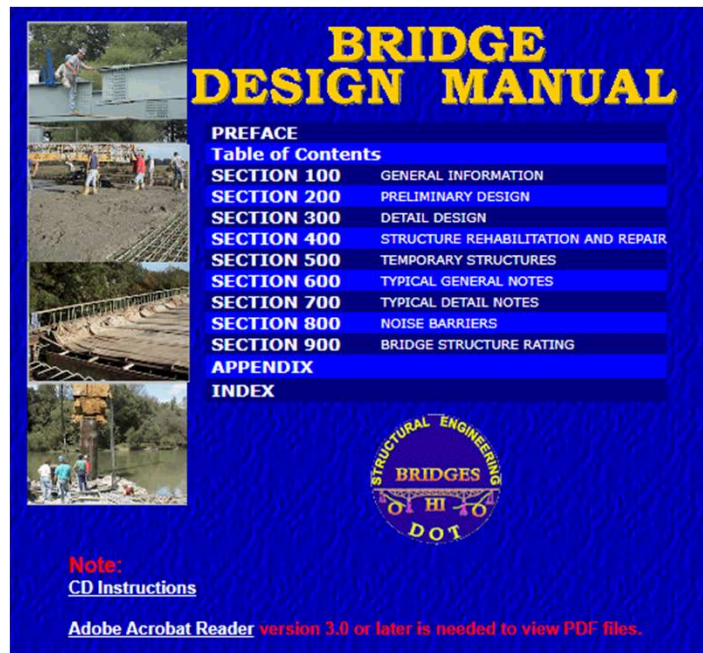 BRIDGE
DESIGN MANUAL
PREFACE
Table of Contents
SECTION 100 GENERAL INFORMATION
SECTION 200 PRELIMINARY DESIGN
SECTION 300 DETAIL DESIGN
SECTION 400 STRUCTURE REHABILITATION AND REPAIR
SECTION 500 TEMPORARY STRUCTURES
SECTION 600 TYPICAL GENERAL NOTES
SECTION 700 TYPICAL DETAIL NOTES
SECTION 800 NOISE BARRIERS
SECTION 900 BRIDGE STRUCTURE RATING
APPENDIX
INDEX
STRUCTURAL ENGINEERING
BRIDGES
O HI O
DOT
Note:
CD Instructions
Adobe Acrobat Reader version 3.0 or later is needed to view PDF files.